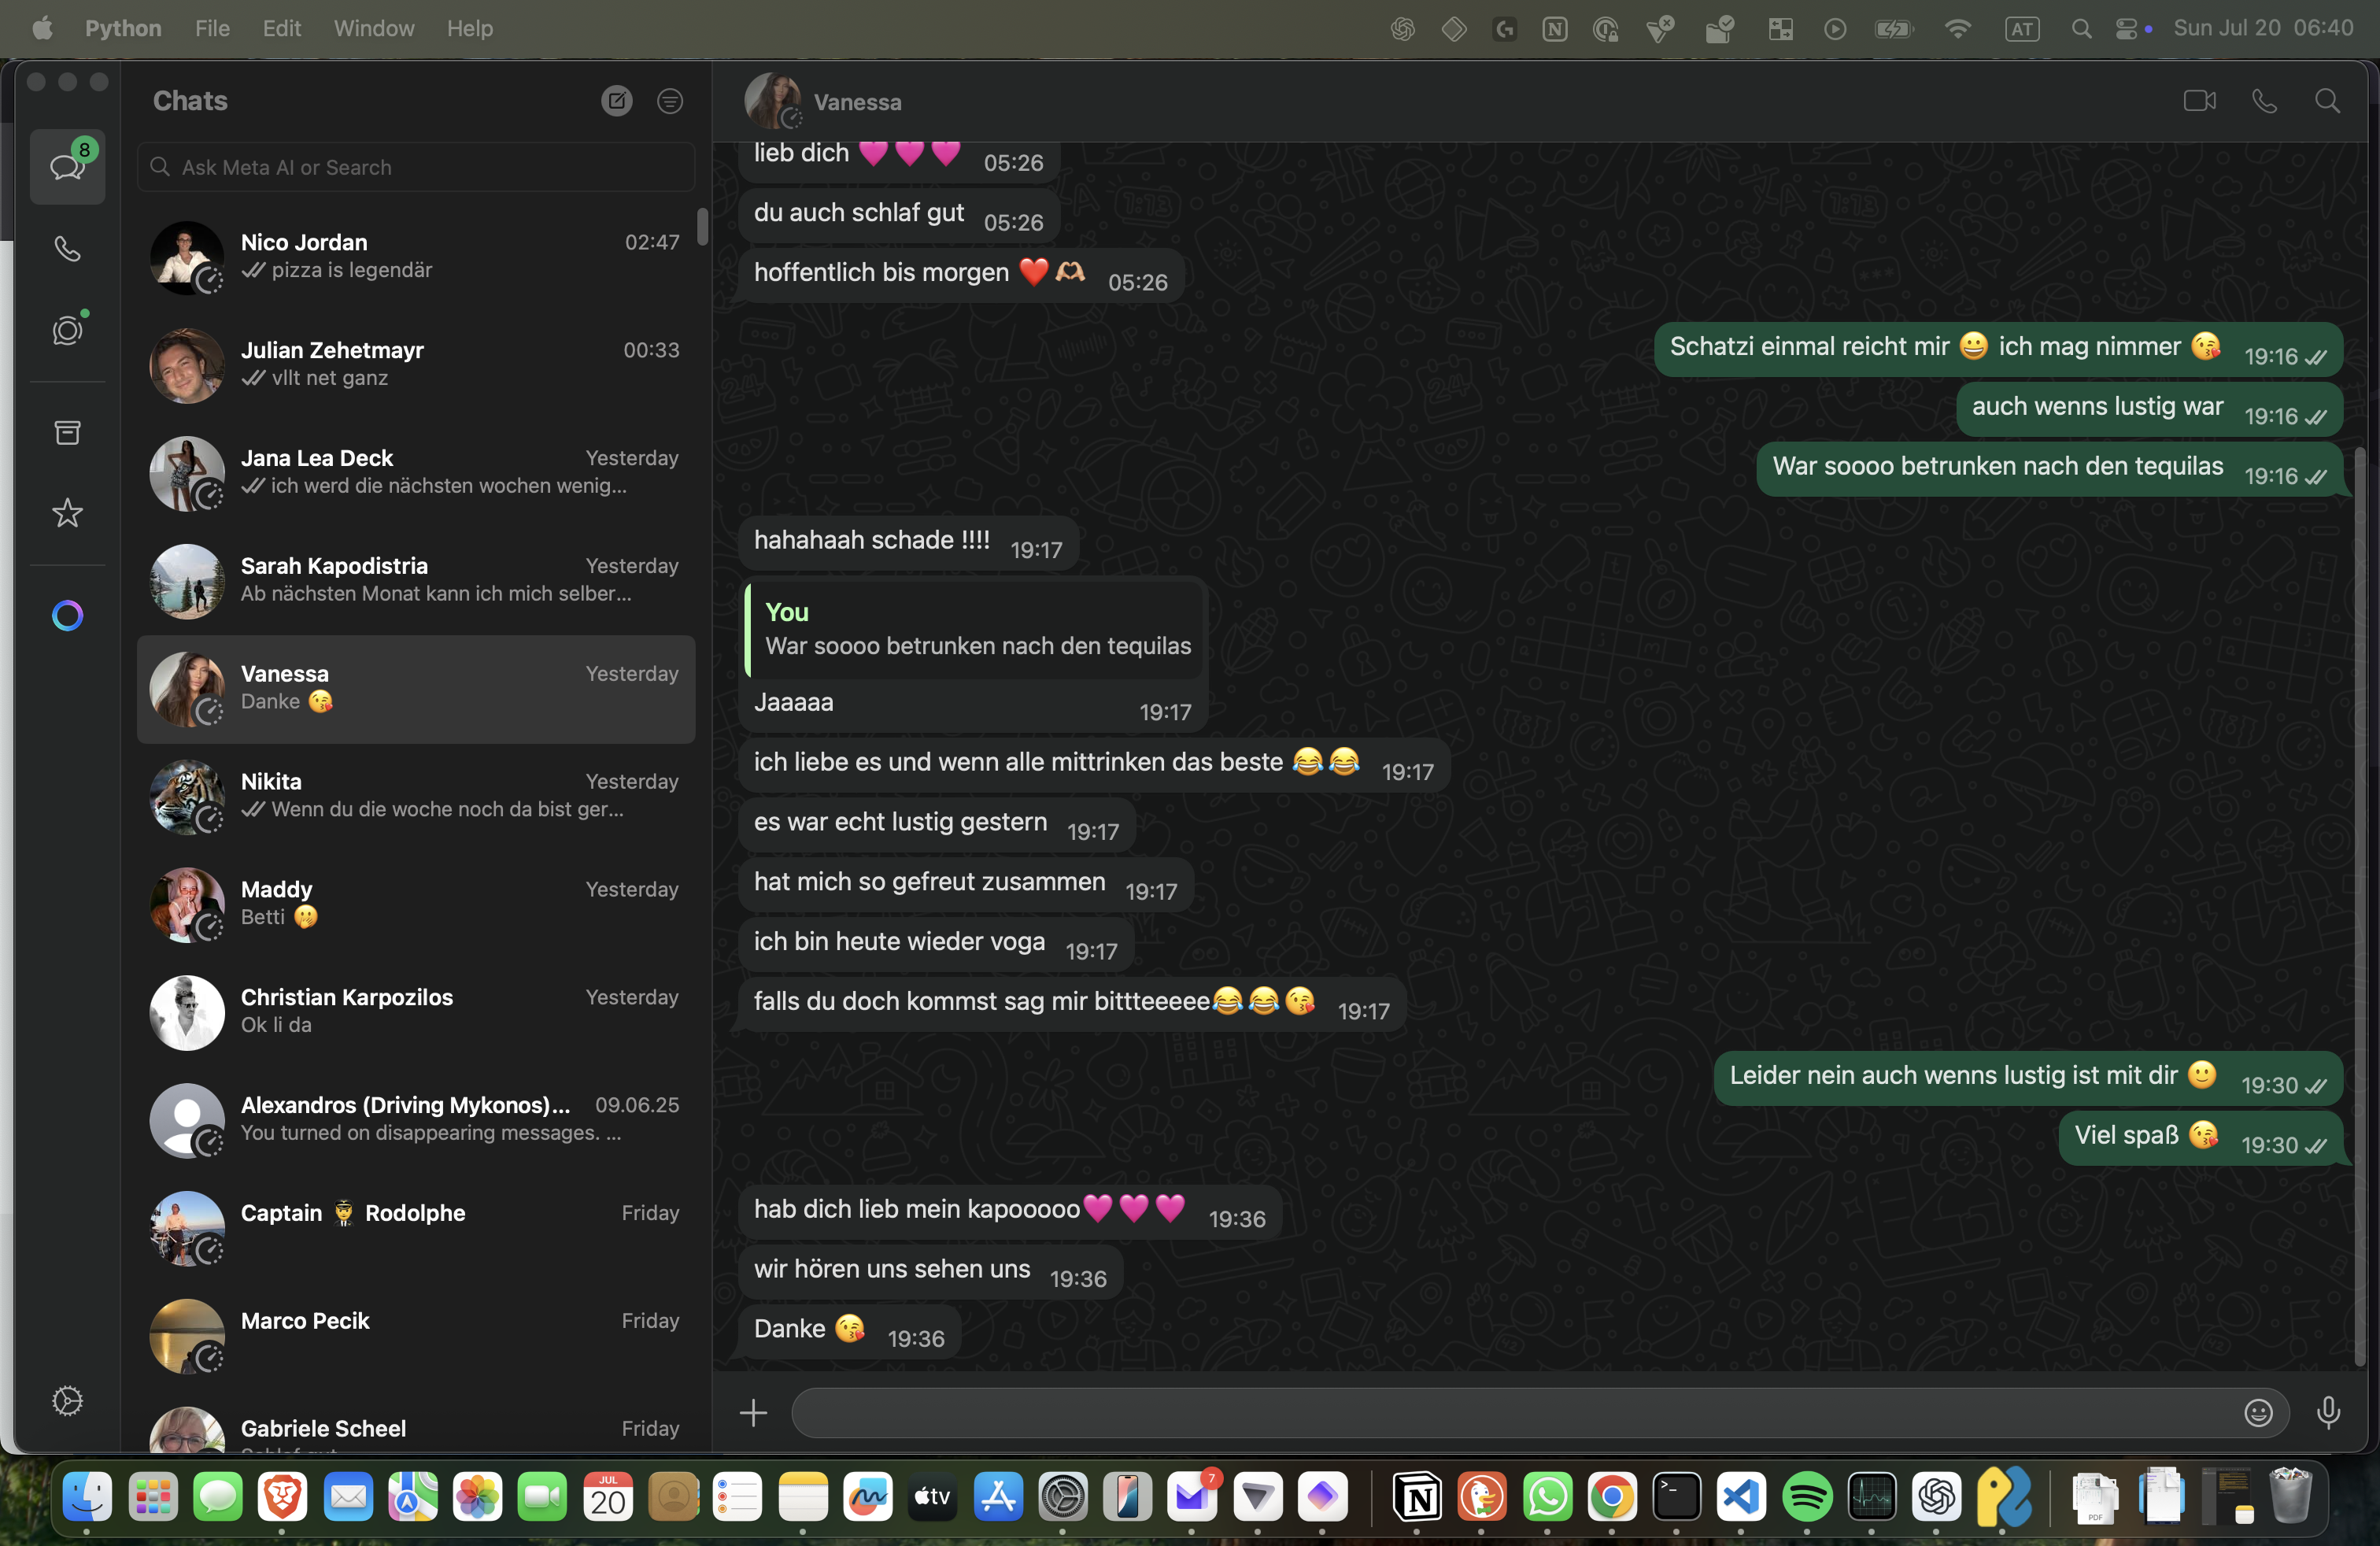 Python File Edit Window Help
AT Sun Jul 20 06:40
8
Chats
Ask Meta AI or Search
Nico Jordan 02:47
pizza is legendär
Julian Zehetmayr 00:33
vllt net ganz
Jana Lea Deck Yesterday
ich werd die nächsten wochen wenig...
Sarah Kapodistria Yesterday
Ab nächsten Monat kann ich mich selber...
Vanessa Yesterday
Danke 😘
Nikita Yesterday
Wenn du die woche noch da bist ger...
Maddy Yesterday
Betti 🤭
Christian Karpozilos Yesterday
Ok li da
Alexandros (Driving Mykonos)... 09.06.25
You turned on disappearing messages. ...
Captain 👨‍✈️ Rodolphe Friday
Marco Pecik Friday
Gabriele Scheel Friday
Schlaf gut
Vanessa
lieb dich 💗💗💗 05:26
du auch schlaf gut 05:26
hoffentlich bis morgen ❤️🫶🏼 05:26
Schatzi einmal reicht mir 😀 ich mag nimmer 😘 19:16
auch wenns lustig war 19:16
War soooo betrunken nach den tequilas 19:16
hahahaah schade !!!! 19:17
You
War soooo betrunken nach den tequilas
Jaaaaa 19:17
ich liebe es und wenn alle mittrinken das beste 😂😂 19:17
es war echt lustig gestern 19:17
hat mich so gefreut zusammen 19:17
ich bin heute wieder voga 19:17
falls du doch kommst sag mir bittteeeee😂😂😘 19:17
Leider nein auch wenns lustig ist mit dir 🙂 19:30
Viel spaß 😘 19:30
hab dich lieb mein kapooooo💗💗💗 19:36
wir hören uns sehen uns 19:36
Danke 😘 19:36
JUL
20
tv
7
PDF